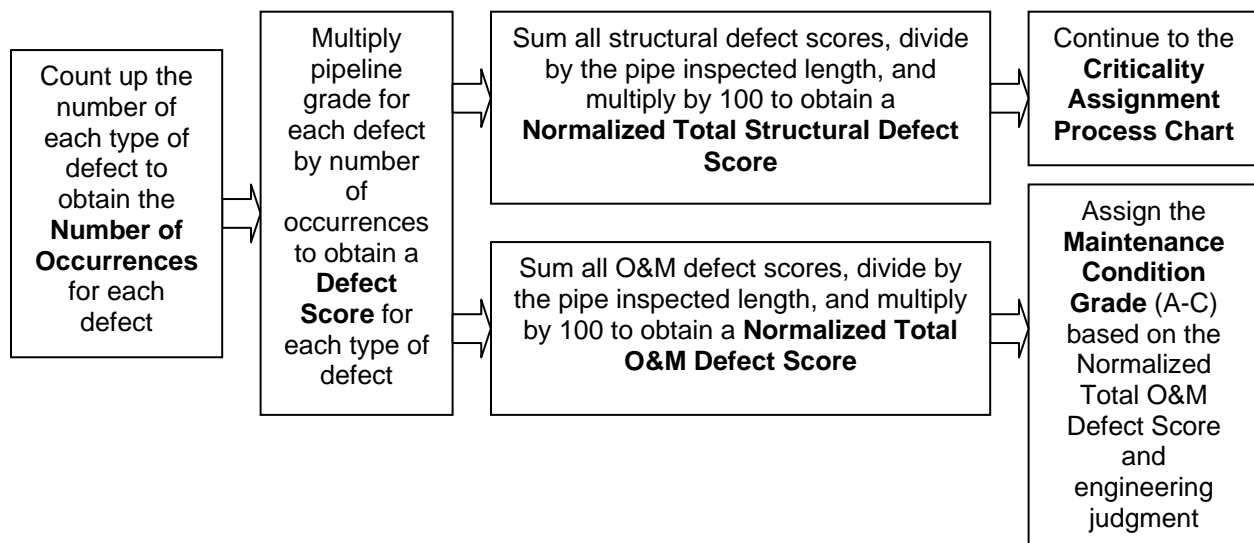 Count up the
number of
each type of
defect to
obtain the
Number of
Occurrences
for each
defect
Multiply
pipeline
grade for
each defect
by number
of
occurrences
to obtain a
Defect
Score for
each type of
defect
Sum all structural defect scores, divide
by the pipe inspected length, and
multiply by 100 to obtain a
Normalized Total Structural Defect
Score
Continue to the
Criticality
Assignment
Process Chart
Sum all O&M defect scores, divide by
the pipe inspected length, and multiply
by 100 to obtain a Normalized Total
O&M Defect Score
Assign the
Maintenance
Condition
Grade (A-C)
based on the
Normalized
Total O&M
Defect Score
and
engineering
judgment